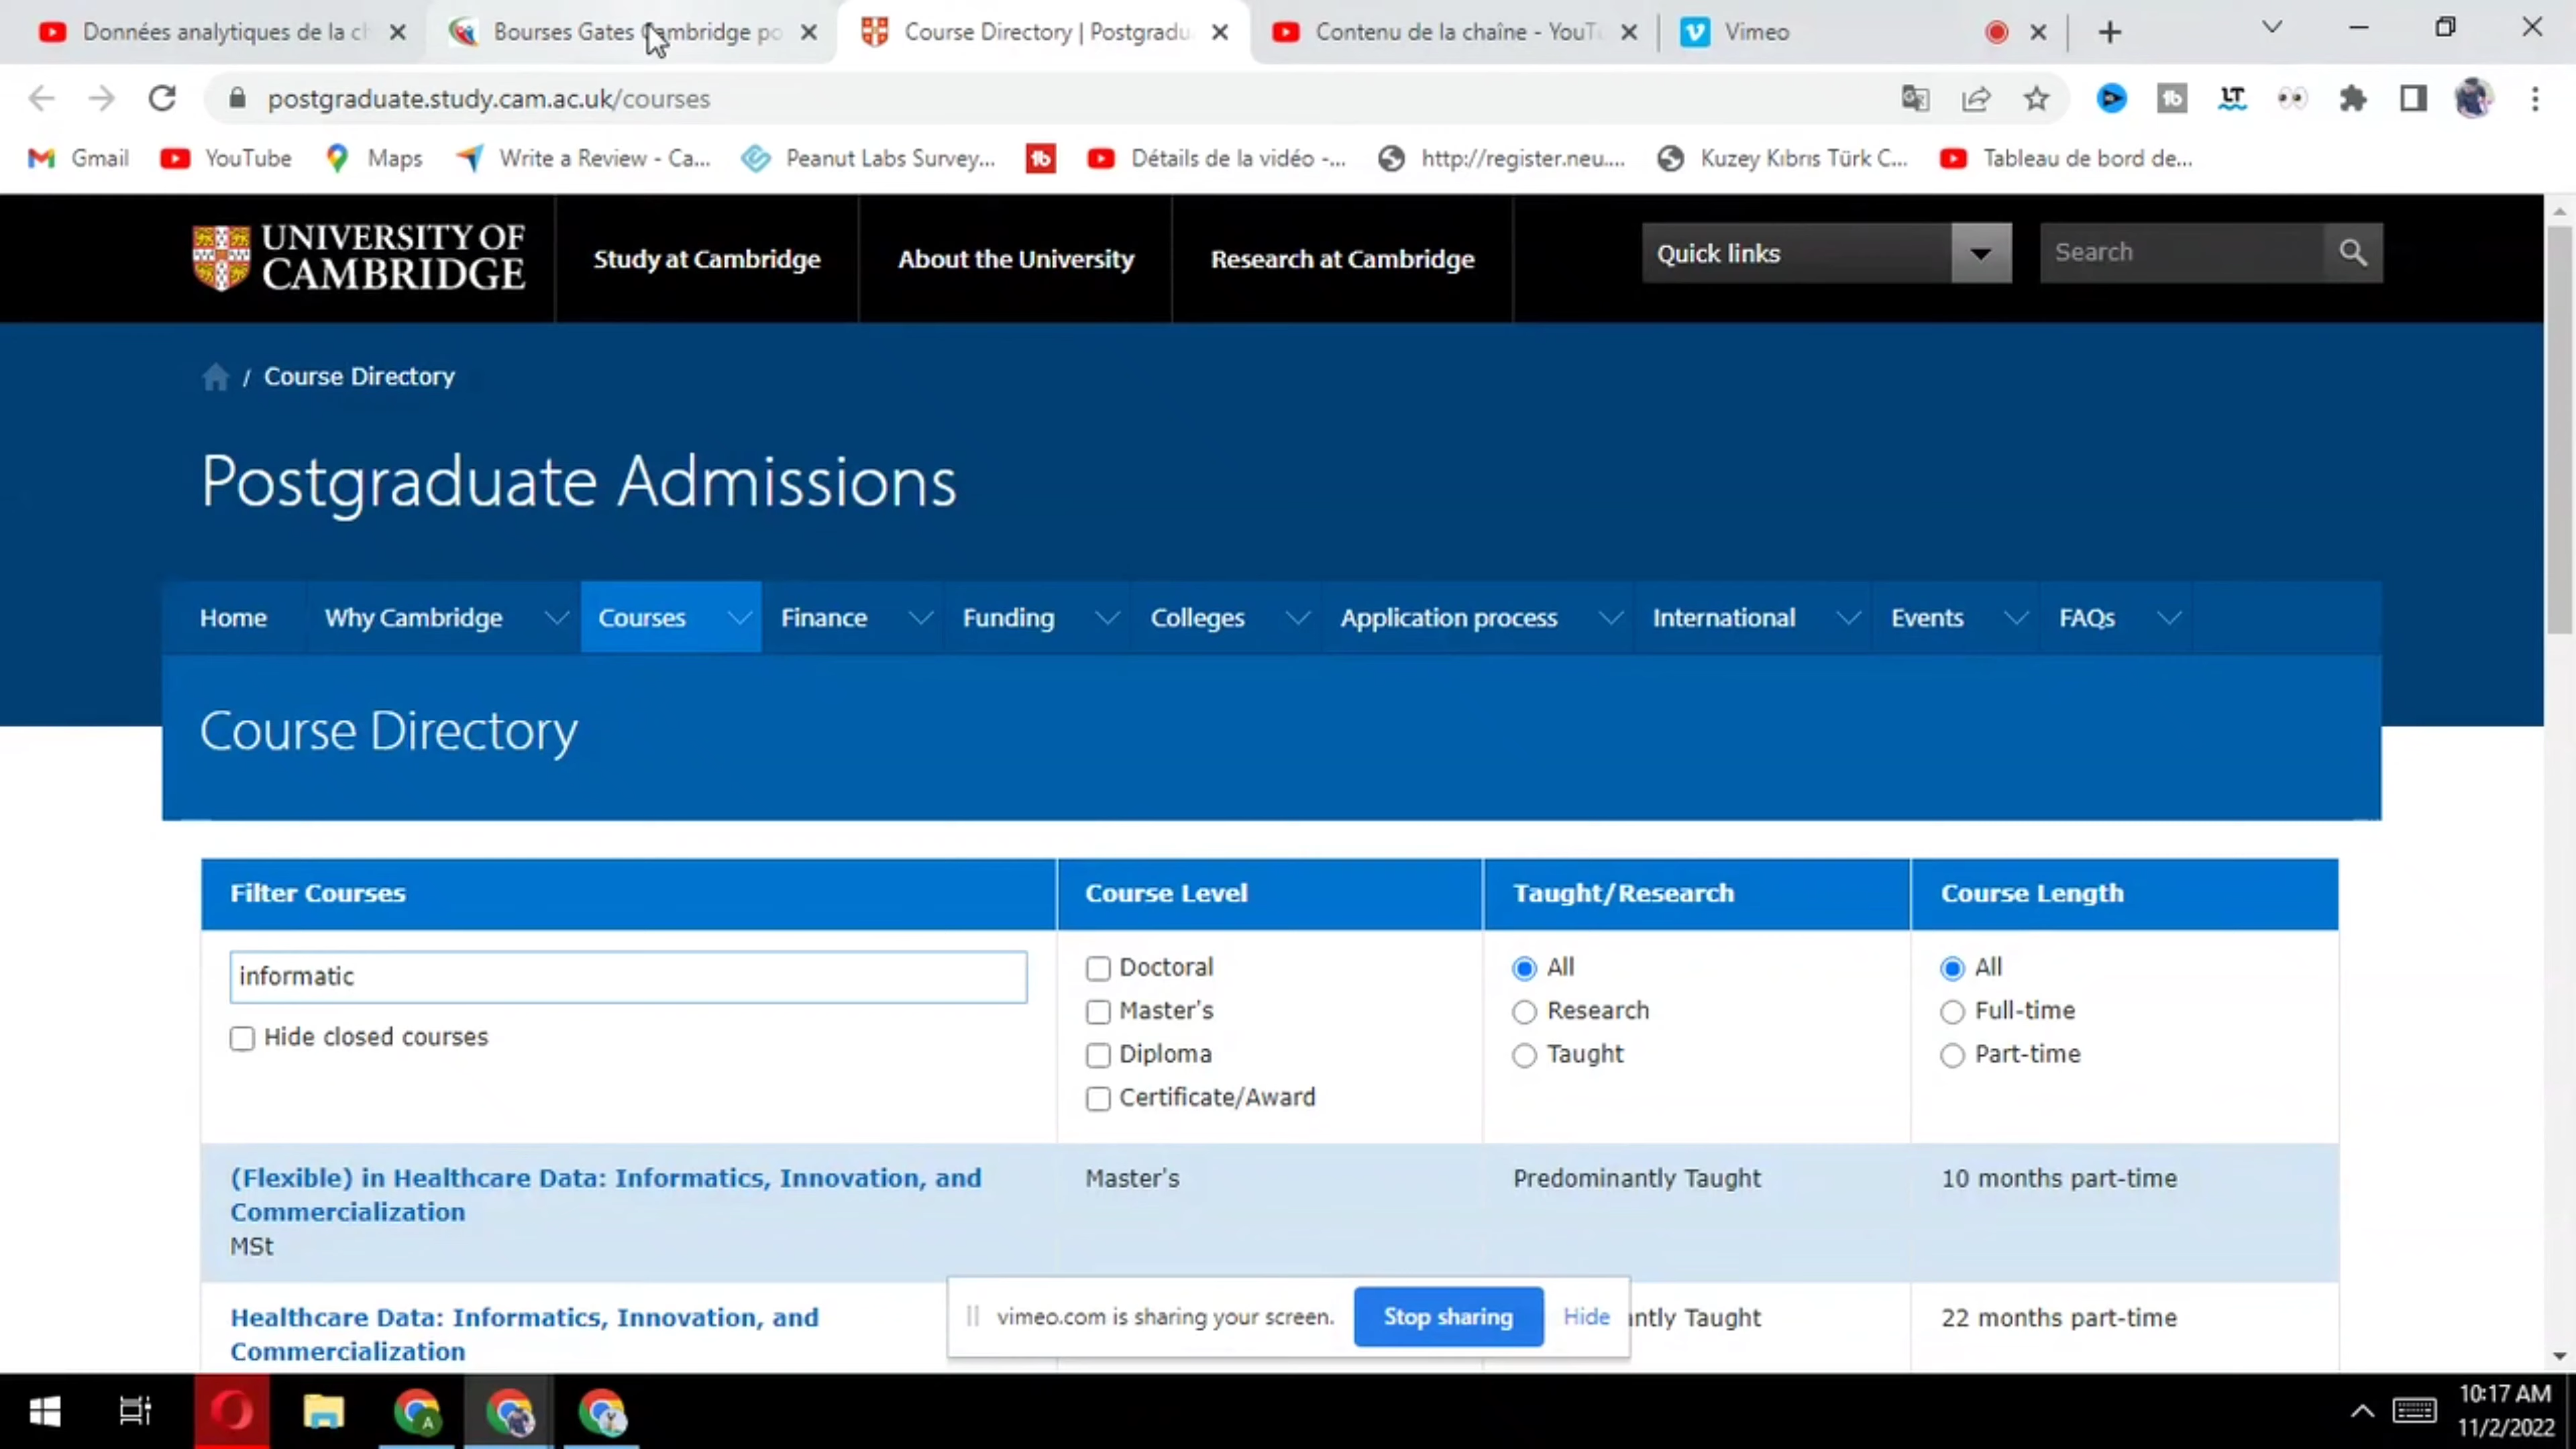 Données analytiques de la ch
Bourses Gates Cambridge po
Course Directory | Postgradu
Contenu de la chaîne - YouTu
Vimeo
postgraduate.study.cam.ac.uk/courses
Gmail
YouTube
Maps
Write a Review - Ca...
Peanut Labs Survey...
Détails de la vidéo -...
http://register.neu....
Kuzey Kıbrıs Türk C...
Tableau de bord de...
UNIVERSITY OF
CAMBRIDGE
Study at Cambridge
About the University
Research at Cambridge
Quick links
Search
/ Course Directory
Postgraduate Admissions
Home
Why Cambridge
Courses
Finance
Funding
Colleges
Application process
International
Events
FAQs
Course Directory
Filter Courses
Course Level
Taught/Research
Course Length
informatic
Hide closed courses
Doctoral
Master's
Diploma
Certificate/Award
All
Research
Taught
All
Full-time
Part-time
(Flexible) in Healthcare Data: Informatics, Innovation, and
Commercialization
MSt
Master's
Predominantly Taught
10 months part-time
Healthcare Data: Informatics, Innovation, and
Commercialization
ntly Taught
22 months part-time
vimeo.com is sharing your screen.
Stop sharing
Hide
10:17 AM
11/2/2022